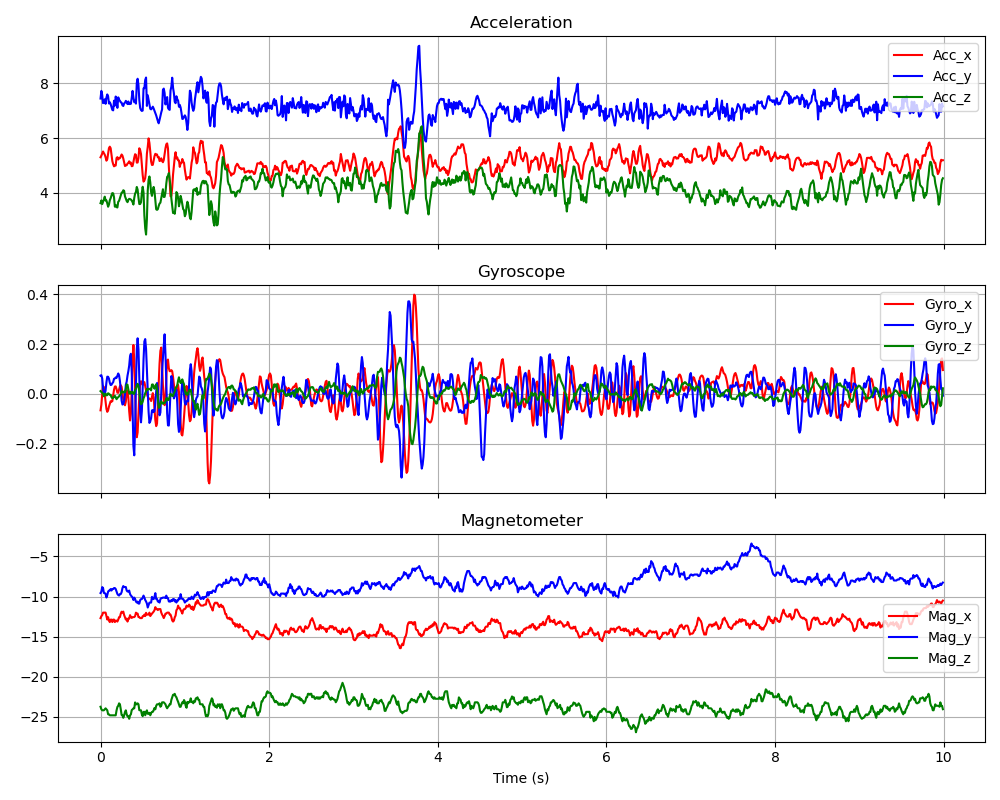 Acceleration
8
6
4
Acc_x
Acc_y
Acc_z
Gyroscope
0.4
0.2
0.0
−0.2
Gyro_x
Gyro_y
Gyro_z
Magnetometer
−5
−10
−15
−20
−25
Mag_x
Mag_y
Mag_z
0 2 4 6 8 10
Time (s)